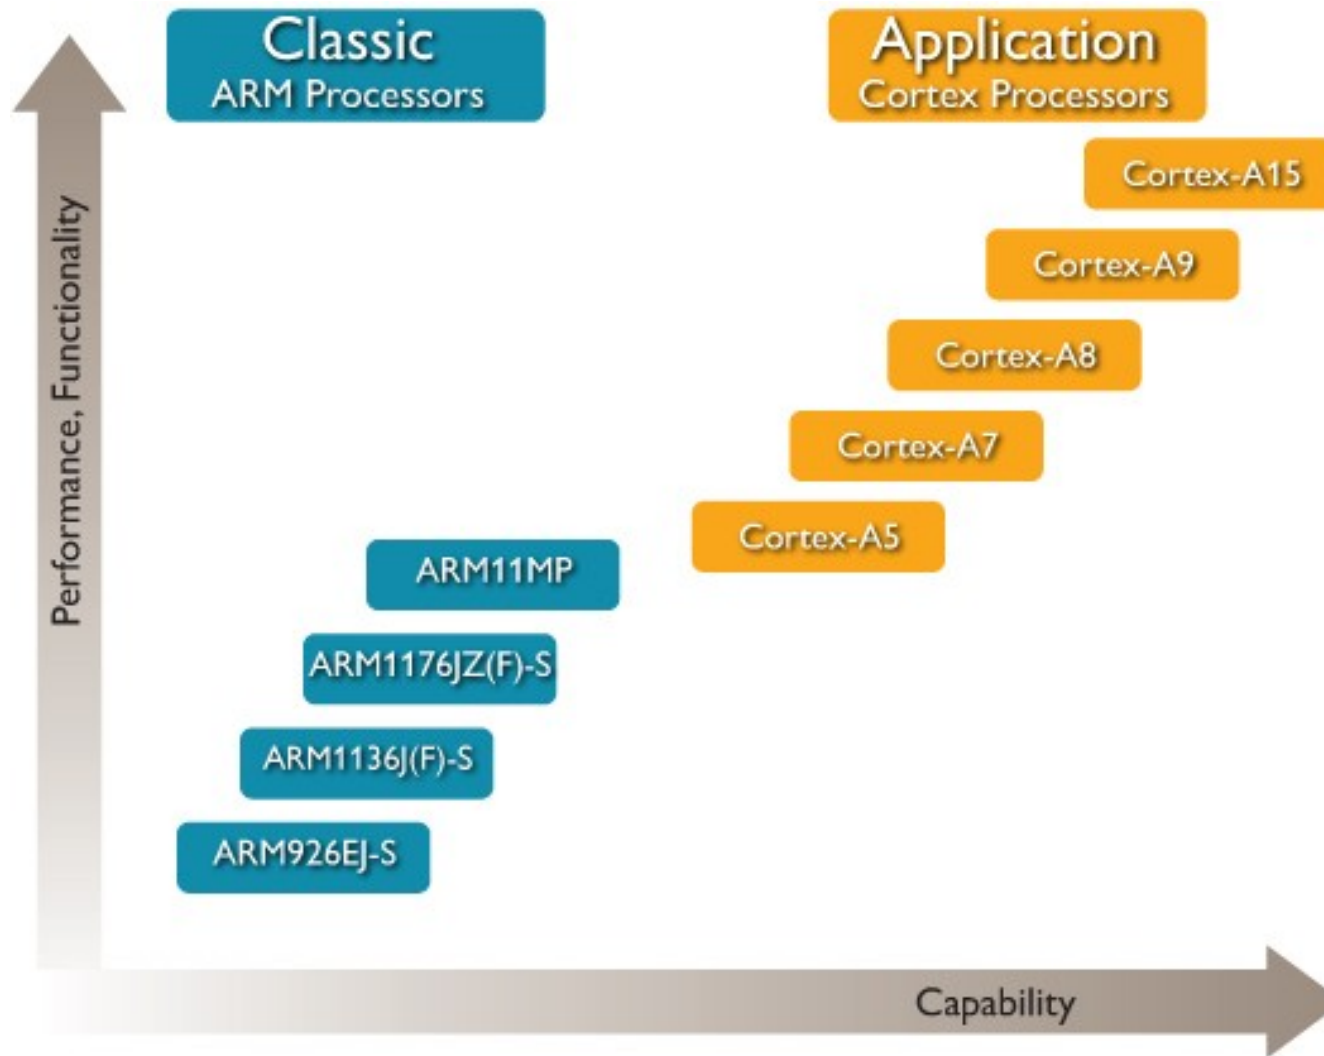 Classic
ARM Processors
Application
Cortex Processors
Cortex-A15
Cortex-A9
Cortex-A8
Cortex-A7
Cortex-A5
ARM11MP
ARM1176JZ(F)-S
ARM1136J(F)-S
ARM926EJ-S
Performance, Functionality
Capability